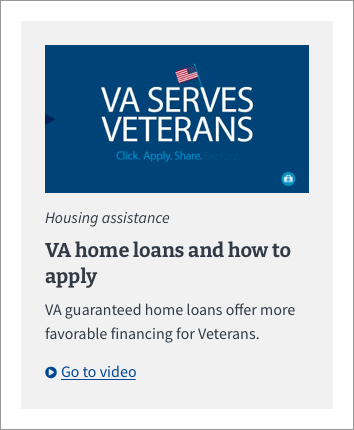 VA SERVES
VETERANS
Click. Apply. Share. Explore.
Housing assistance
VA home loans and how to
apply
VA guaranteed home loans offer more
favorable financing for Veterans.
Go to video